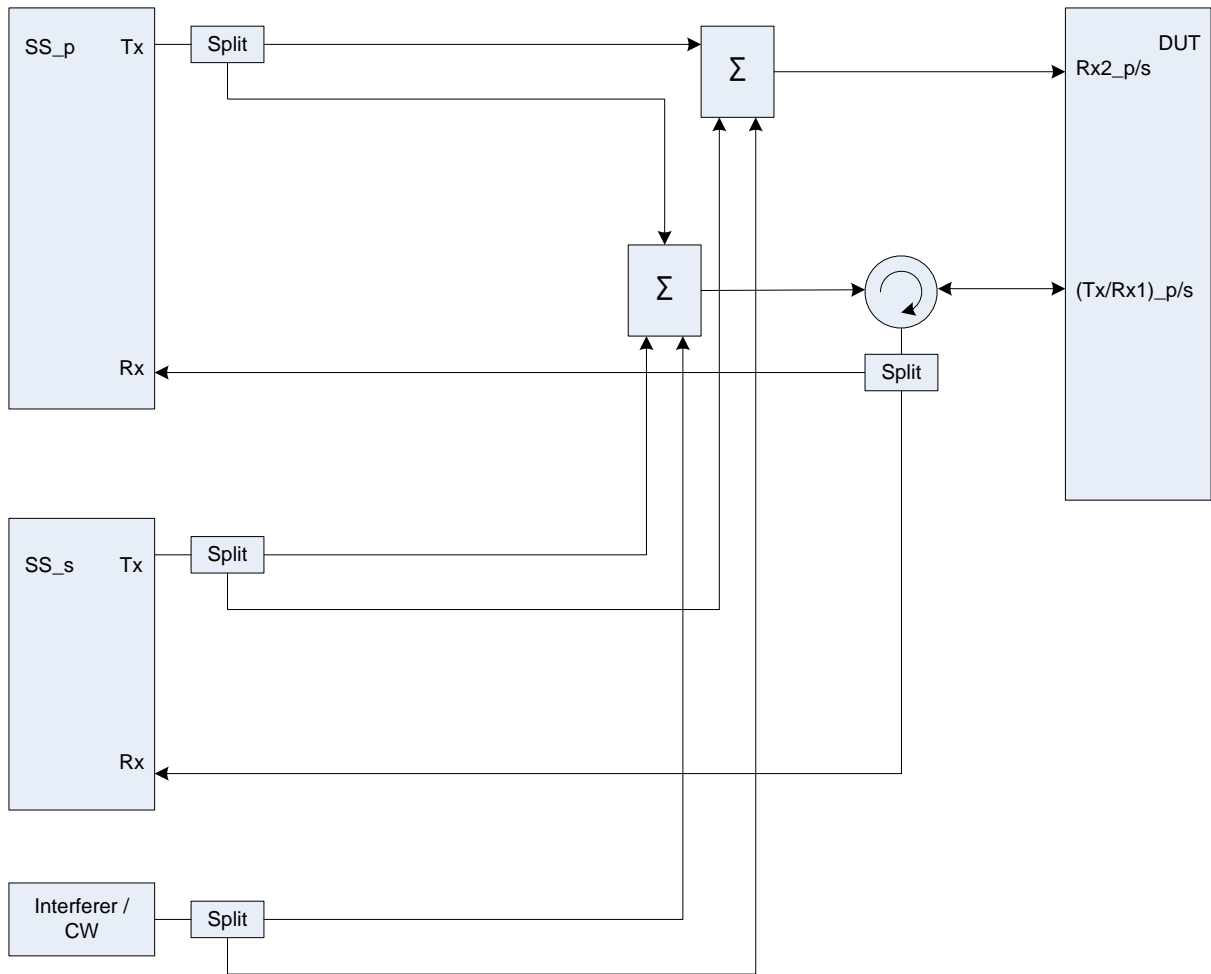 SS_p
Tx
Split
Σ
DUT
Rx2_p/s
Σ
(Tx/Rx1)_p/s
Rx
Split
SS_s
Tx
Split
Rx
Interferer /
CW
Split